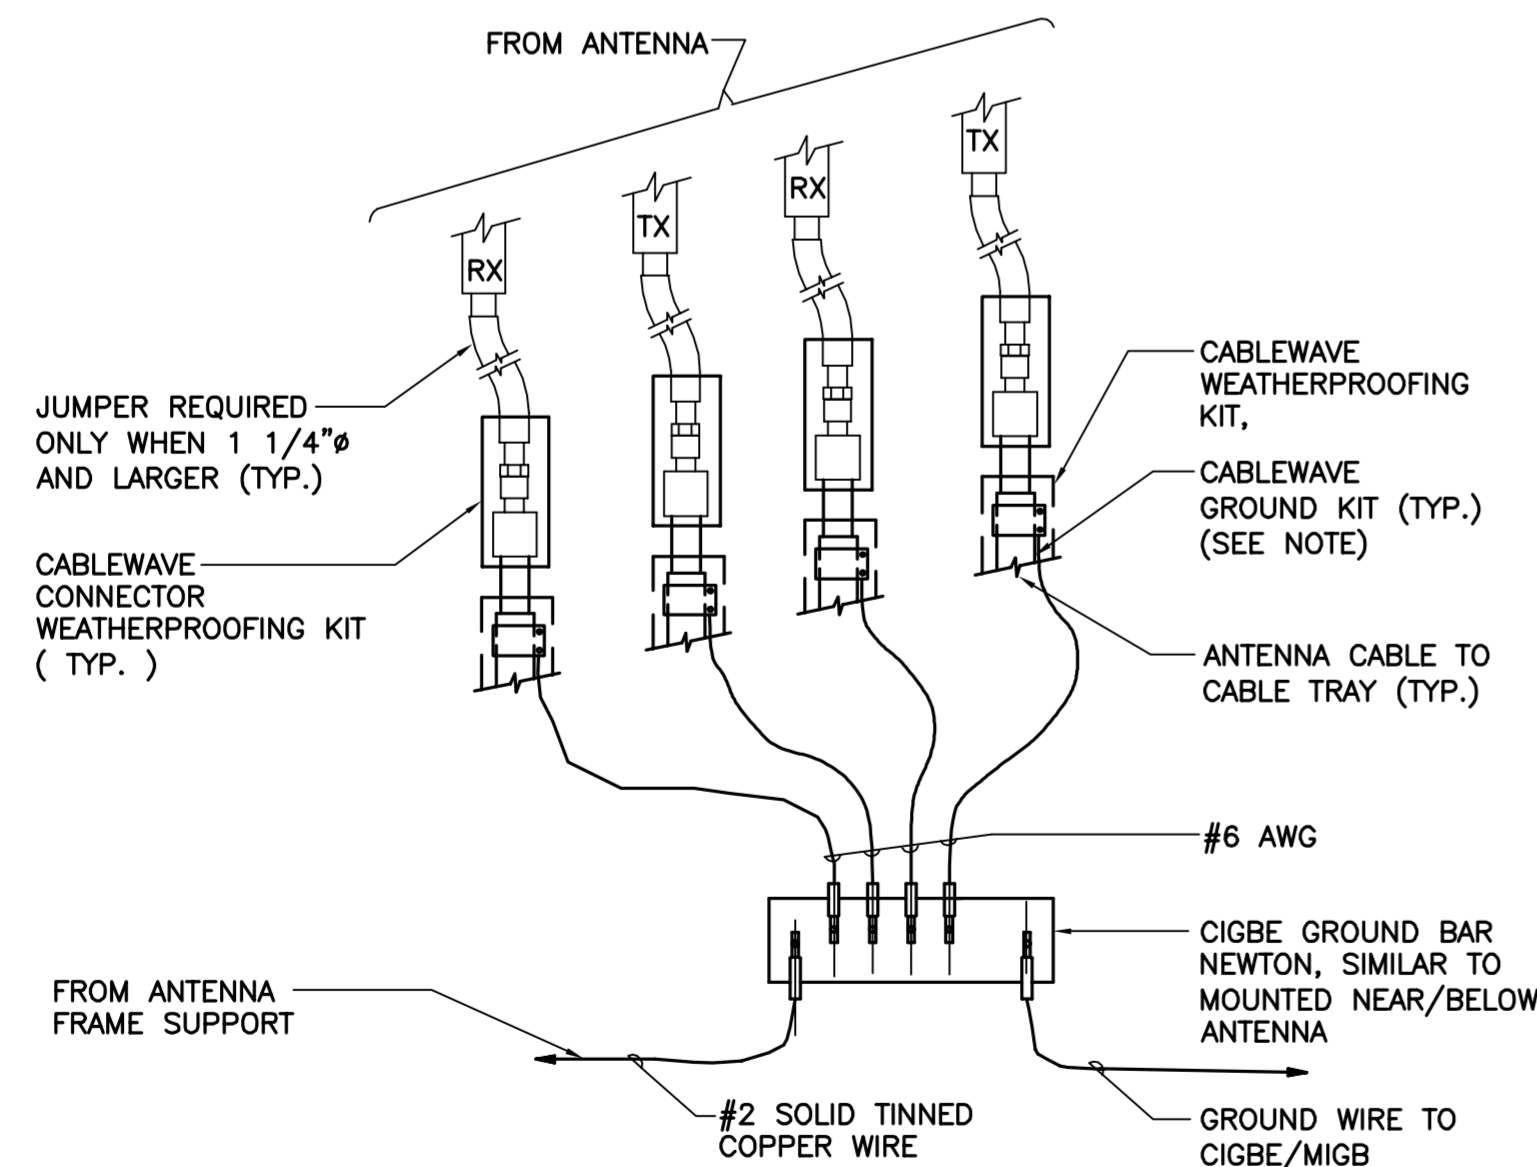 FROM ANTENNA
TX
RX
TX
RX
JUMPER REQUIRED
ONLY WHEN 1 1/4"ø
AND LARGER (TYP.)
CABLEWAVE
CONNECTOR
WEATHERPROOFING KIT
( TYP. )
CABLEWAVE
WEATHERPROOFING
KIT,
CABLEWAVE
GROUND KIT (TYP.)
(SEE NOTE)
ANTENNA CABLE TO
CABLE TRAY (TYP.)
#6 AWG
CIGBE GROUND BAR
NEWTON, SIMILAR TO
MOUNTED NEAR/BELOW
ANTENNA
FROM ANTENNA
FRAME SUPPORT
#2 SOLID TINNED
COPPER WIRE
GROUND WIRE TO
CIGBE/MIGB